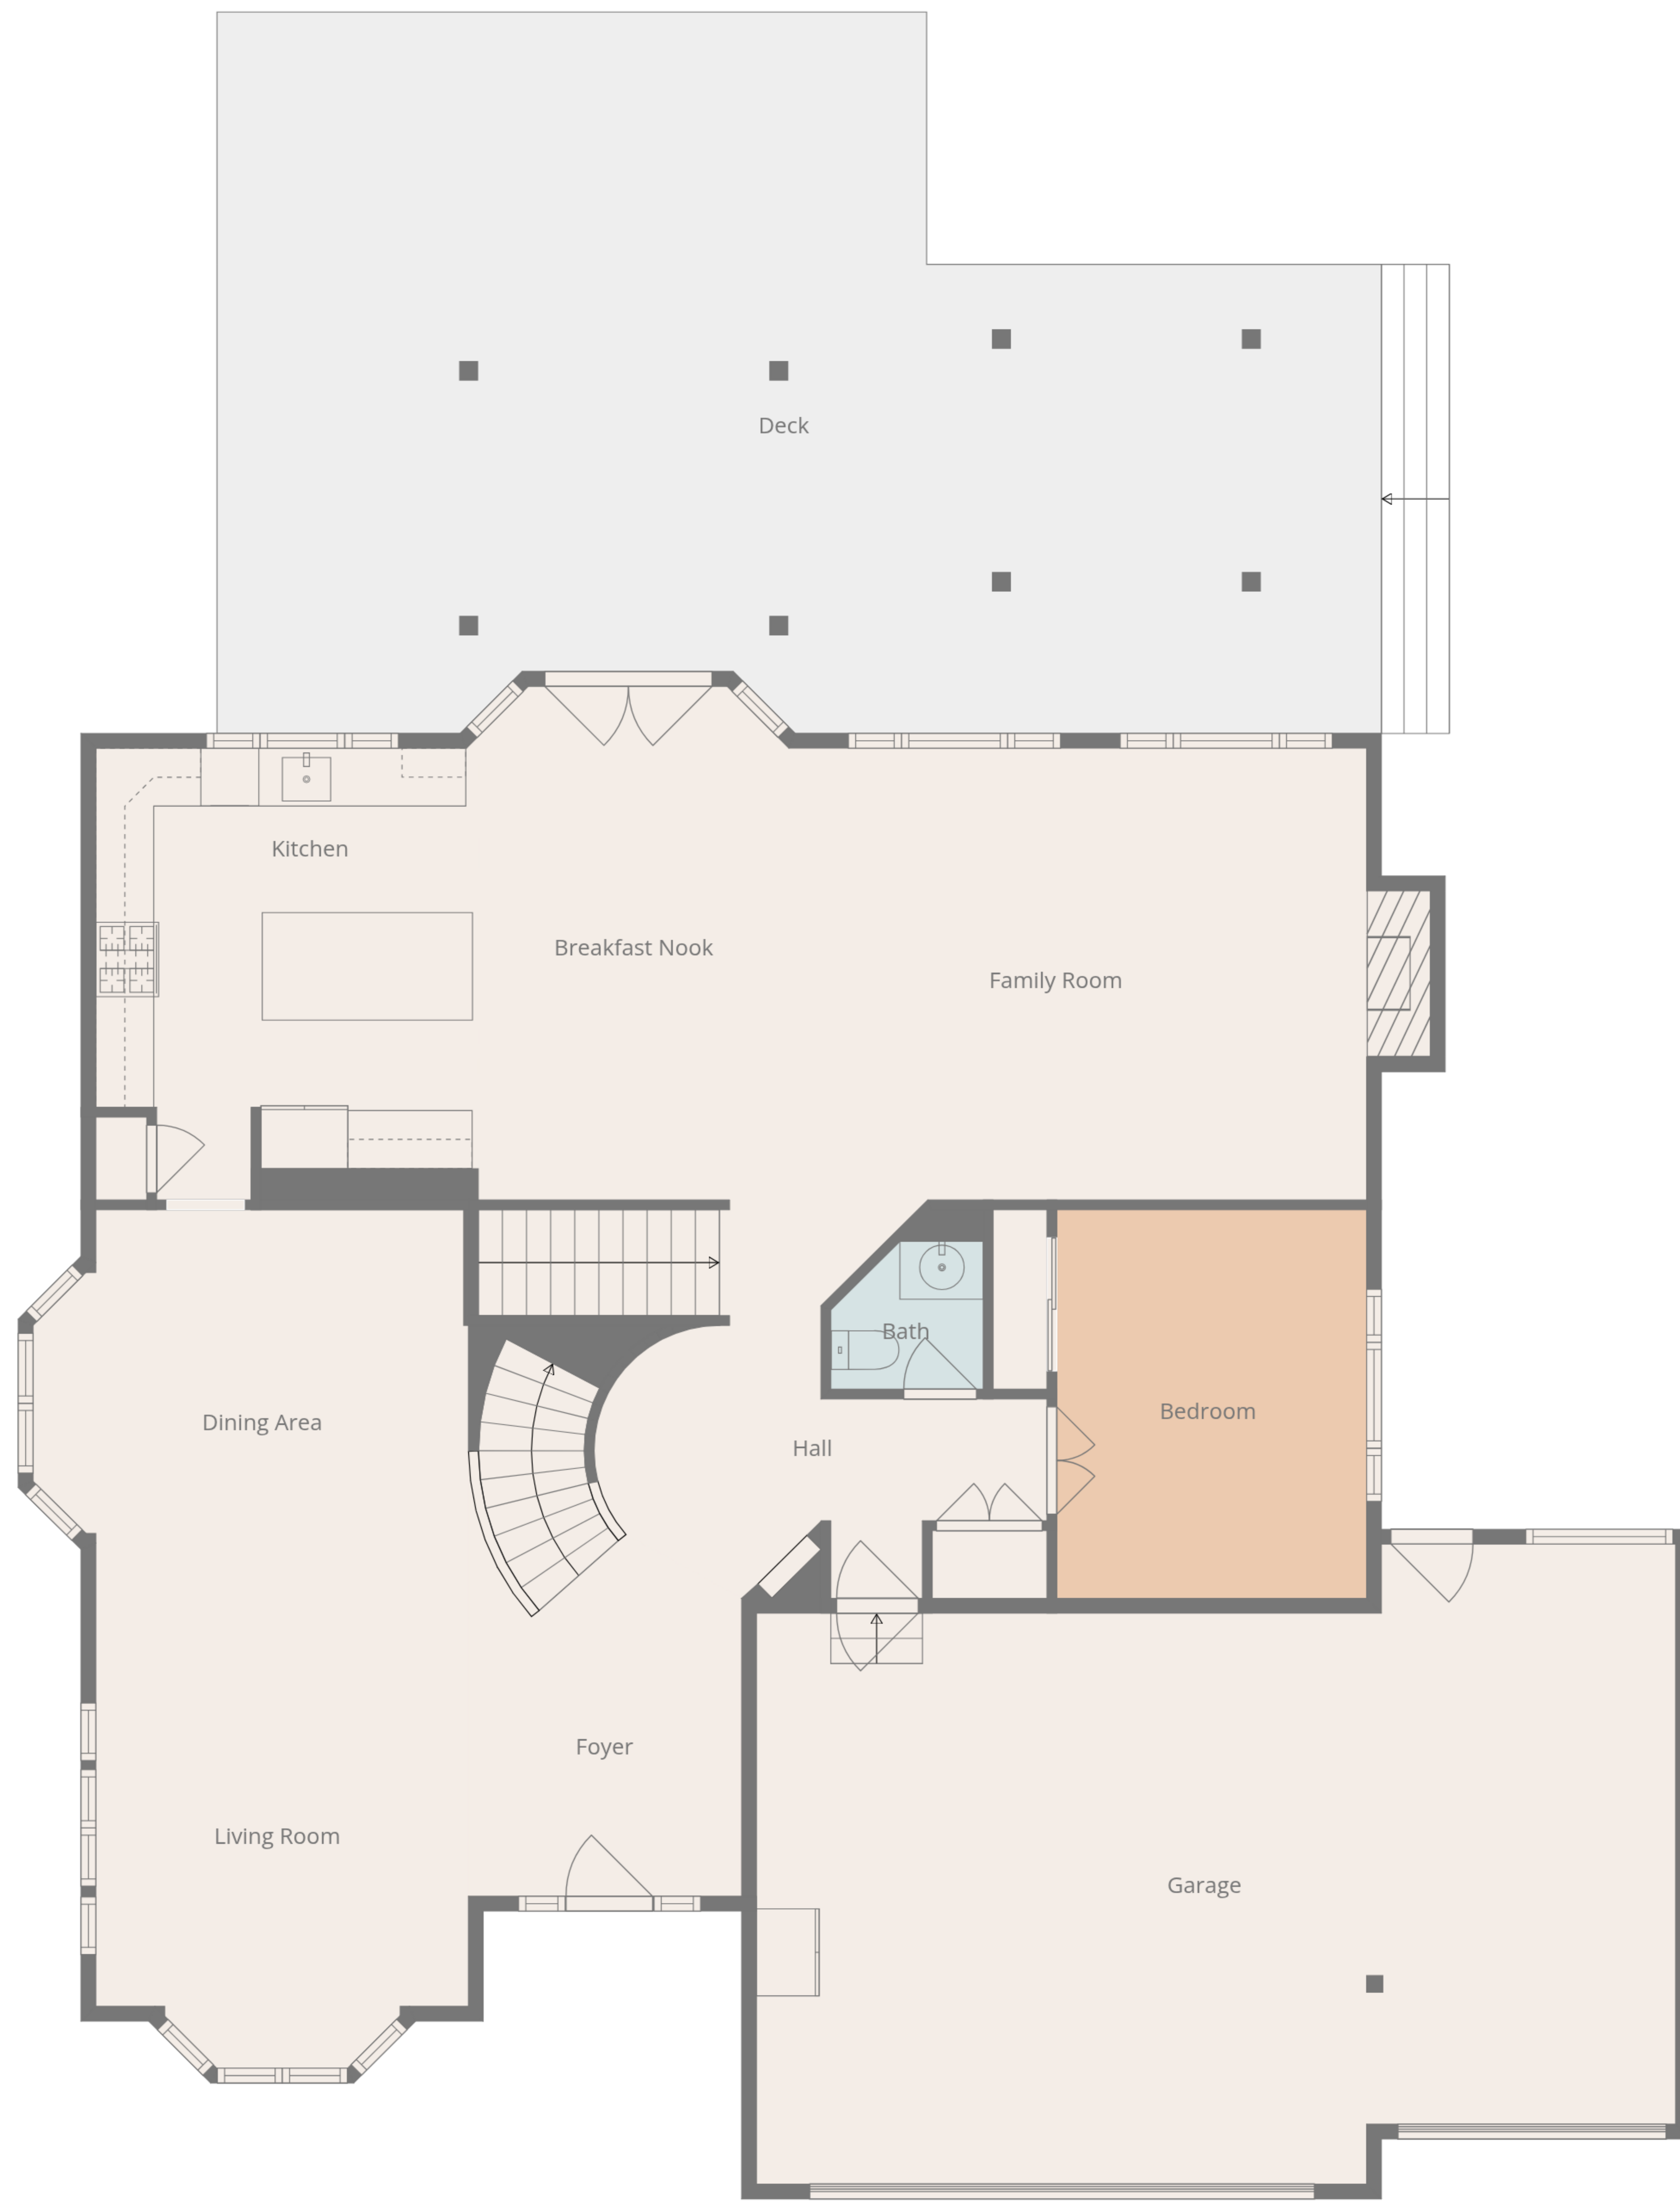 Deck
Kitchen
Breakfast Nook
Family Room
Bath
Bedroom
Dining Area
Hall
Foyer
Living Room
Garage